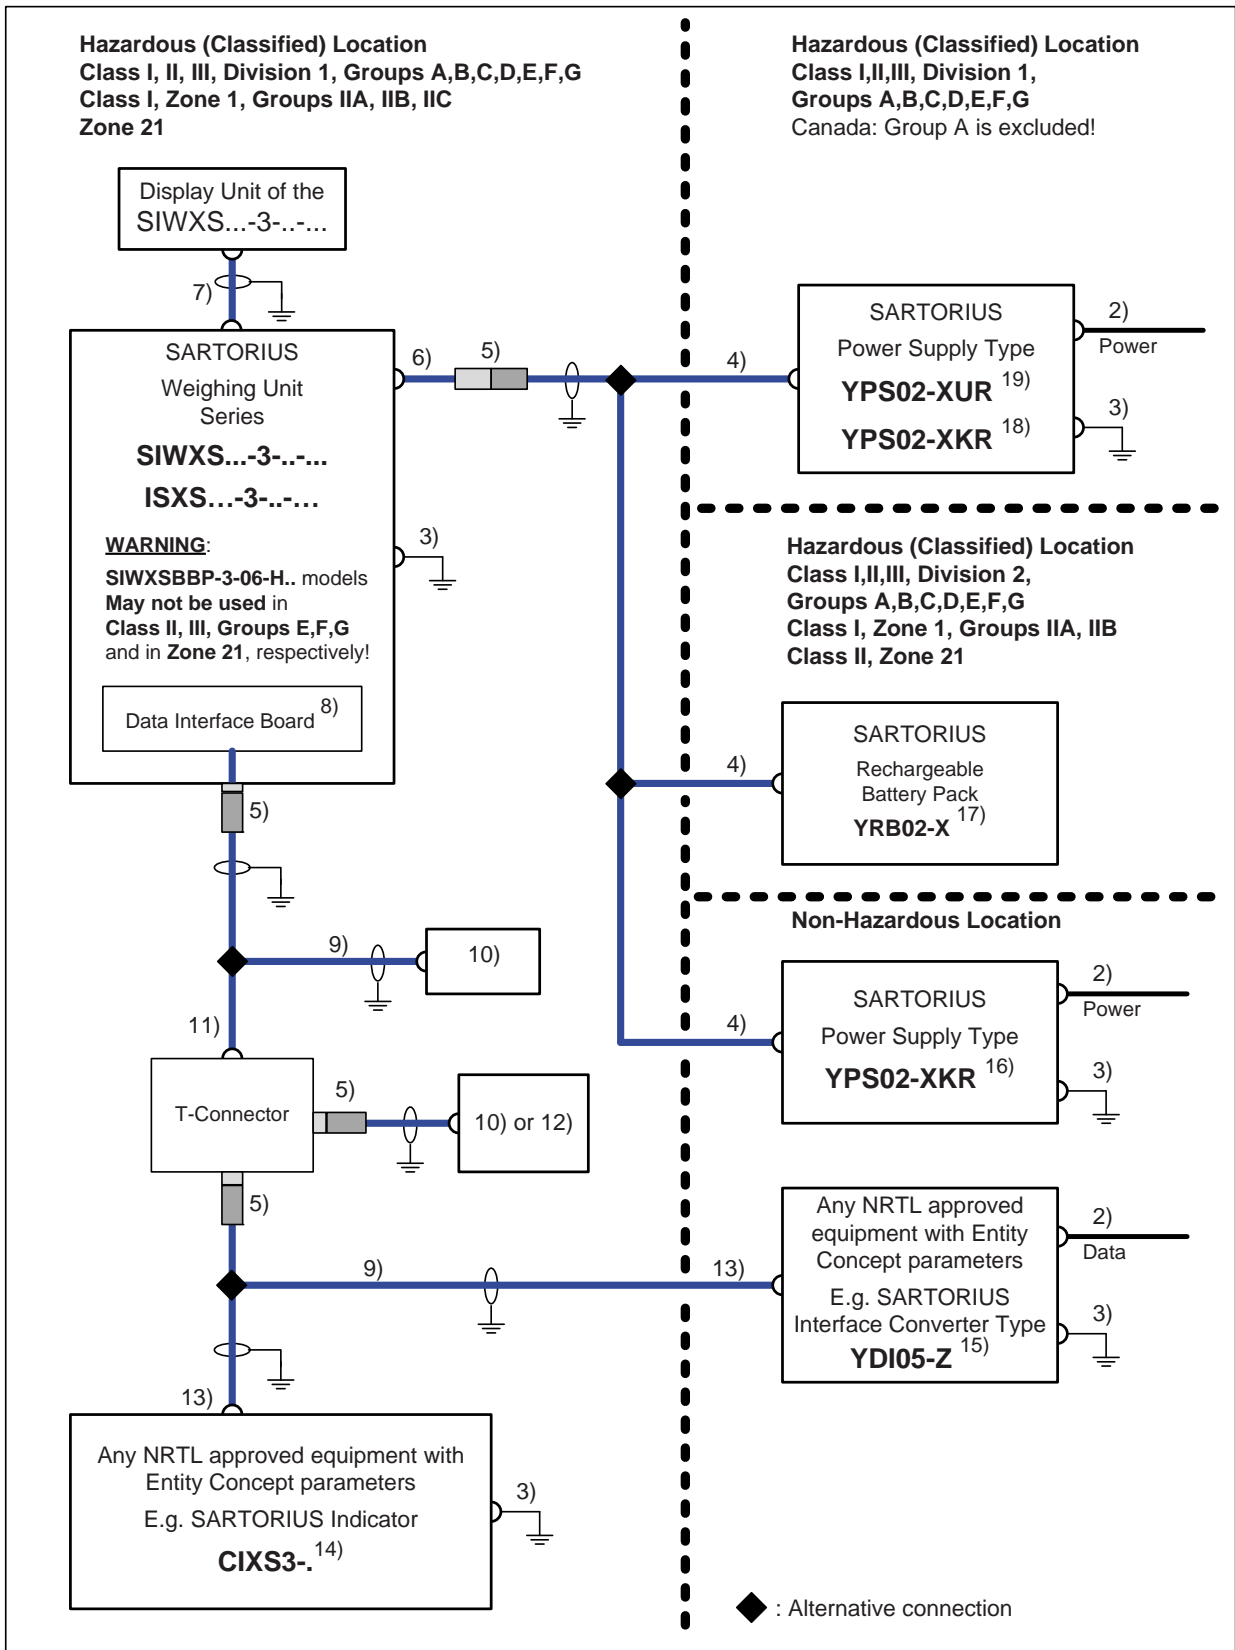 Hazardous (Classified) Location
Class I, II, III, Division 1, Groups A,B,C,D,E,F,G
Class I, Zone 1, Groups IIA, IIB, IIC
Zone 21
Display Unit of the
SIWXS...-3-..-...
7)
SARTORIUS
Weighing Unit
Series
SIWXS...-3-..-...
ISXS...-3-..-...
WARNING:
SIWXSBBP-3-06-H.. models
May not be used in
Class II, III, Groups E,F,G
and in Zone 21, respectively!
Data Interface Board 8)
6)
5)
3)
5)
9)
10)
11)
T-Connector
5)
10) or 12)
5)
9)
13)
13)
Any NRTL approved equipment with
Entity Concept parameters
E.g. SARTORIUS Indicator
CIXS3-. 14)
3)
Hazardous (Classified) Location
Class I,II,III, Division 1,
Groups A,B,C,D,E,F,G
Canada: Group A is excluded!
4)
SARTORIUS
Power Supply Type
YPS02-XUR 19)
YPS02-XKR 18)
2)
Power
3)
Hazardous (Classified) Location
Class I,II,III, Division 2,
Groups A,B,C,D,E,F,G
Class I, Zone 1, Groups IIA, IIB
Class II, Zone 21
4)
SARTORIUS
Rechargeable
Battery Pack
YRB02-X 17)
Non-Hazardous Location
4)
SARTORIUS
Power Supply Type
YPS02-XKR 16)
2)
Power
3)
Any NRTL approved
equipment with Entity
Concept parameters
E.g. SARTORIUS
Interface Converter Type
YDI05-Z 15)
2)
Data
3)
: Alternative connection